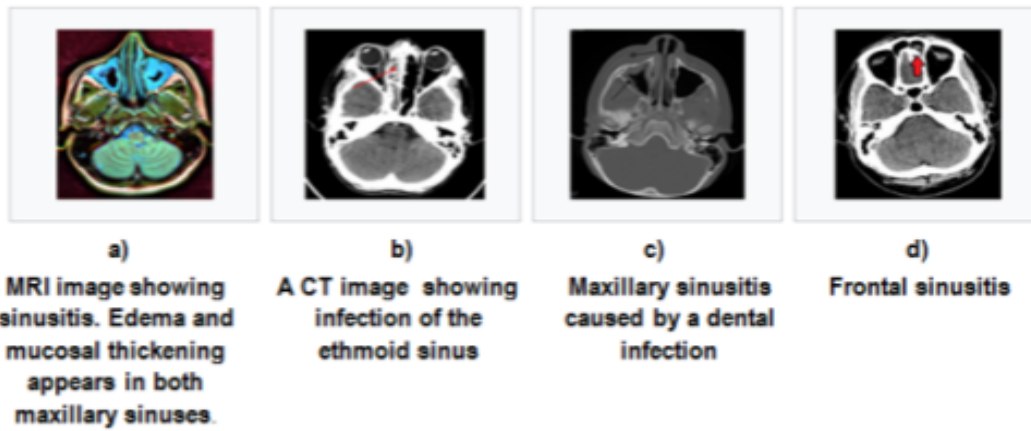 a)
MRI image showing
sinusitis. Edema and
mucosal thickening
appears in both
maxillary sinuses.
b)
A CT image showing
infection of the
ethmoid sinus
c)
Maxillary sinusitis
caused by a dental
infection
d)
Frontal sinusitis